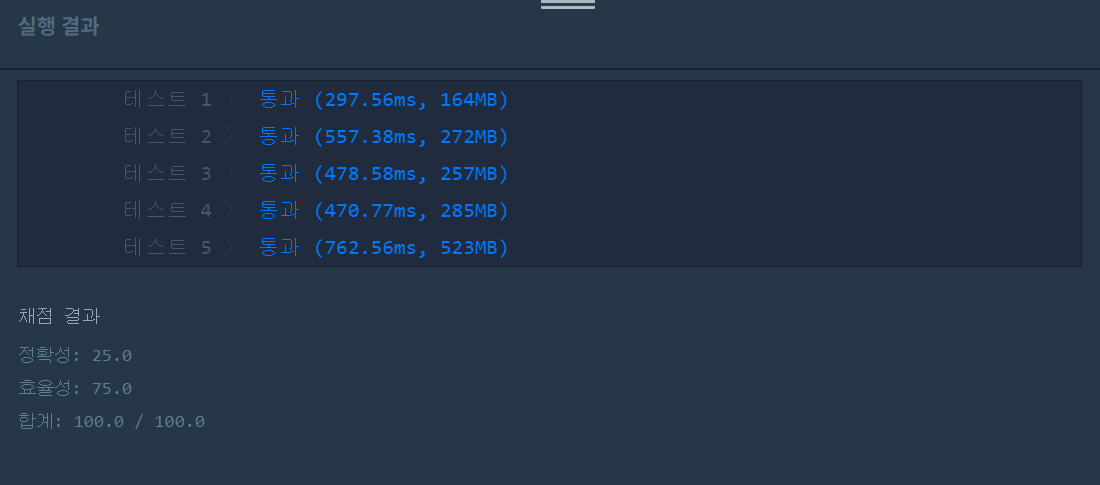 실행 결과
테스트 1 〉 통과 (297.56ms, 164MB)
테스트 2 〉 통과 (557.38ms, 272MB)
테스트 3 〉 통과 (478.58ms, 257MB)
테스트 4 〉 통과 (470.77ms, 285MB)
테스트 5 〉 통과 (762.56ms, 523MB)
채점 결과
정확성: 25.0
효율성: 75.0
합계: 100.0 / 100.0